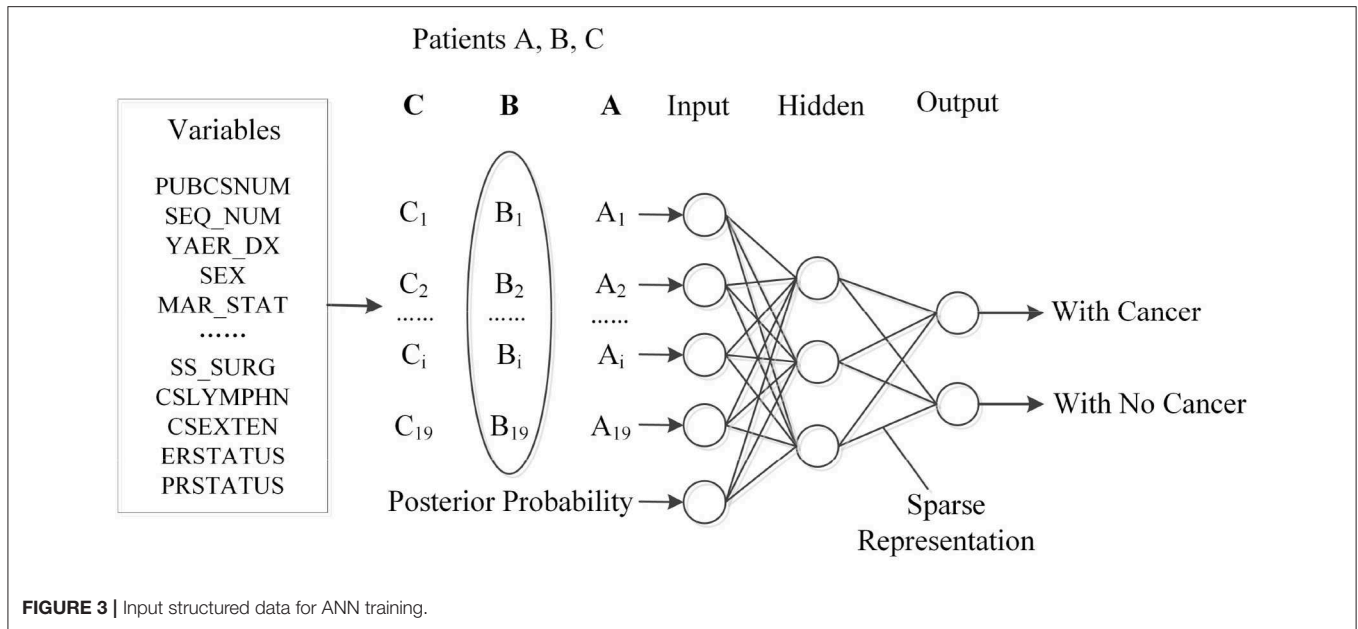 Patients A, B, C
C B A Input Hidden Output
Variables
PUBCSNUM
SEQ_NUM
YAER_DX
SEX
MAR_STAT
......
SS_SURG
CSLYMPHN
CSEXTEN
ERSTATUS
PRSTATUS
C₁ B₁ A₁
C₂ B₂ A₂
...... ...... ......
Cᵢ Bᵢ Aᵢ
C₁₉ B₁₉ A₁₉
Posterior Probability
With Cancer
With No Cancer
Sparse
Representation
FIGURE 3 | Input structured data for ANN training.